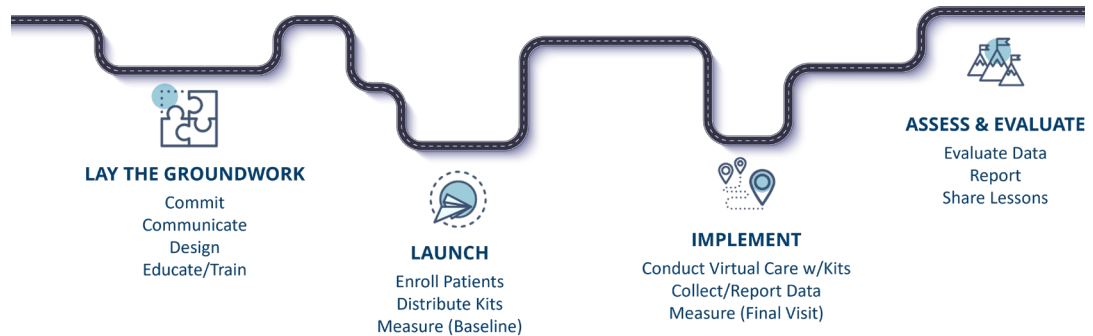 LAY THE GROUNDWORK
Commit
Communicate
Design
Educate/Train
LAUNCH
Enroll Patients
Distribute Kits
Measure (Baseline)
IMPLEMENT
Conduct Virtual Care w/Kits
Collect/Report Data
Measure (Final Visit)
ASSESS & EVALUATE
Evaluate Data
Report
Share Lessons